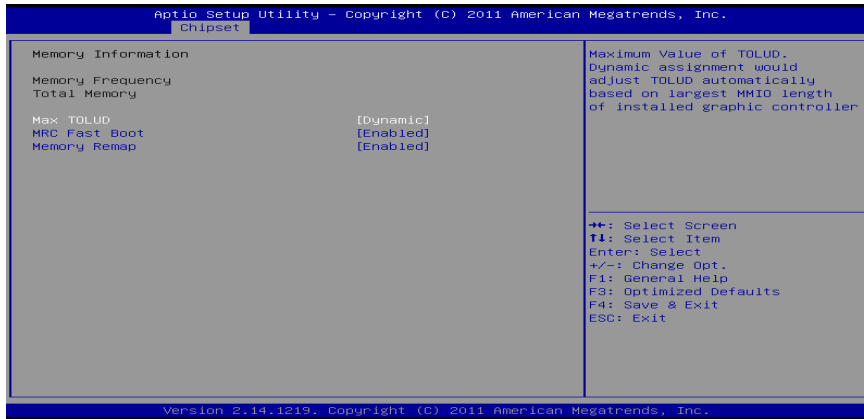 Aptio Setup Utility – Copyright (C) 2011 American Megatrends, Inc.
Chipset
Memory Information
Memory Frequency
Total Memory
Max TOLUD [Dynamic]
MRC Fast Boot [Enabled]
Memory Remap [Enabled]
Maximum Value of TOLUD.
Dynamic assignment would
adjust TOLUD automatically
based on largest MMIO length
of installed graphic controller
→←: Select Screen
↑↓: Select Item
Enter: Select
+/-: Change Opt.
F1: General Help
F3: Optimized Defaults
F4: Save & Exit
ESC: Exit
Version 2.14.1219. Copyright (C) 2011 American Megatrends, Inc.